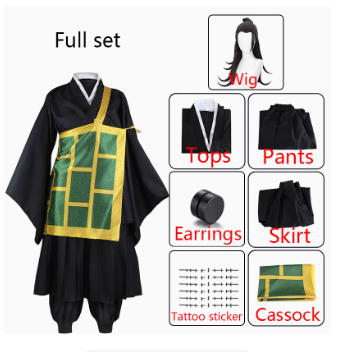 Full set
Wig
Tops
Pants
Earrings
Skirt
Tattoo sticker
Cassock